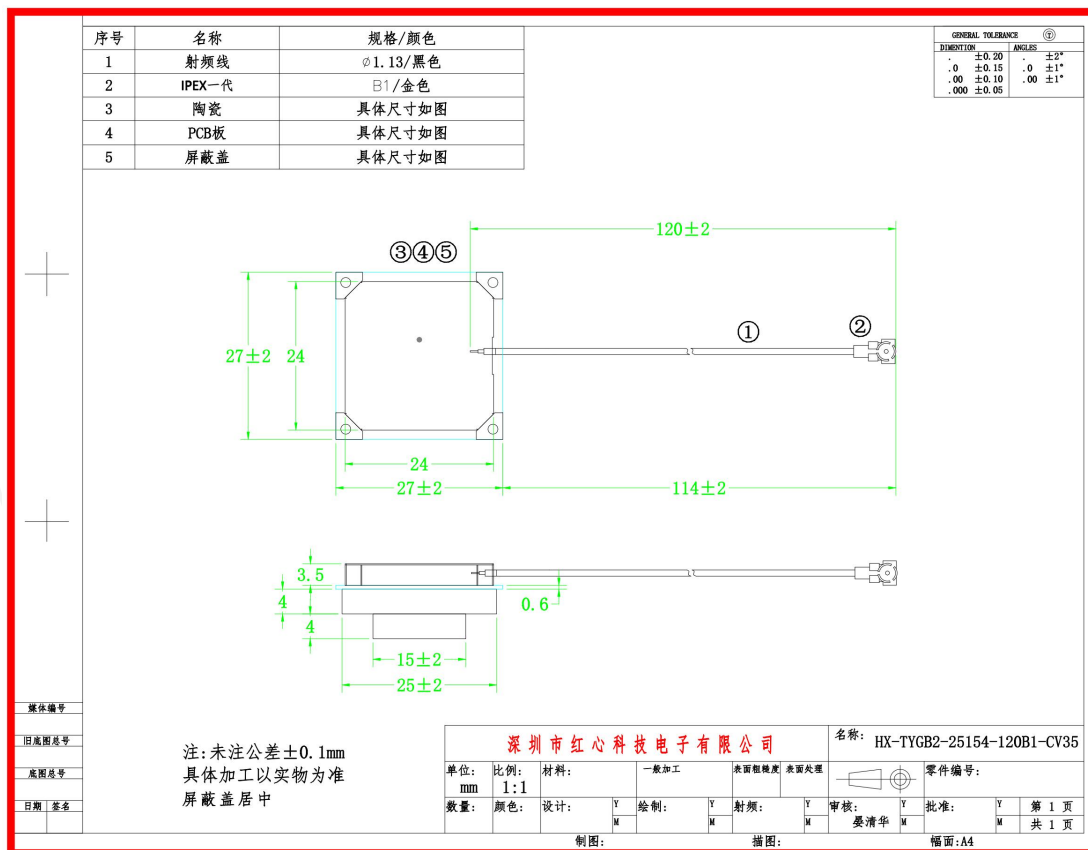 序号 名称 规格/颜色
1 射频线 ∅1.13/黑色
2 IPEX一代 B1/金色
3 陶瓷 具体尺寸如图
4 PCB板 具体尺寸如图
5 屏蔽盖 具体尺寸如图
GENERAL TOLERANCE Ⓣ
DIMENTION ANGLES
. ±0.20 . ±2°
.0 ±0.15 .0 ±1°
.00 ±0.10 .00 ±1°
.000 ±0.05
120±2
③④⑤
① ②
27±2 24
24
27±2 114±2
3.5
4 0.6
4
15±2
25±2
媒体编号
旧底图总号
底图总号
日期 签名
注:未注公差±0.1mm
具体加工以实物为准
屏蔽盖居中
深圳市红心科技电子有限公司 名称: HX-TYGB2-25154-120B1-CV35
单位: mm 比例: 1:1 材料: 一般加工 表面粗糙度 表面处理 零件编号:
数量: 颜色: 设计: Y M 绘制: Y M 射频: Y M 审核: 晏清华 Y M 批准: Y M 第 1 页
共 1 页
制图: 描图: 幅面:A4